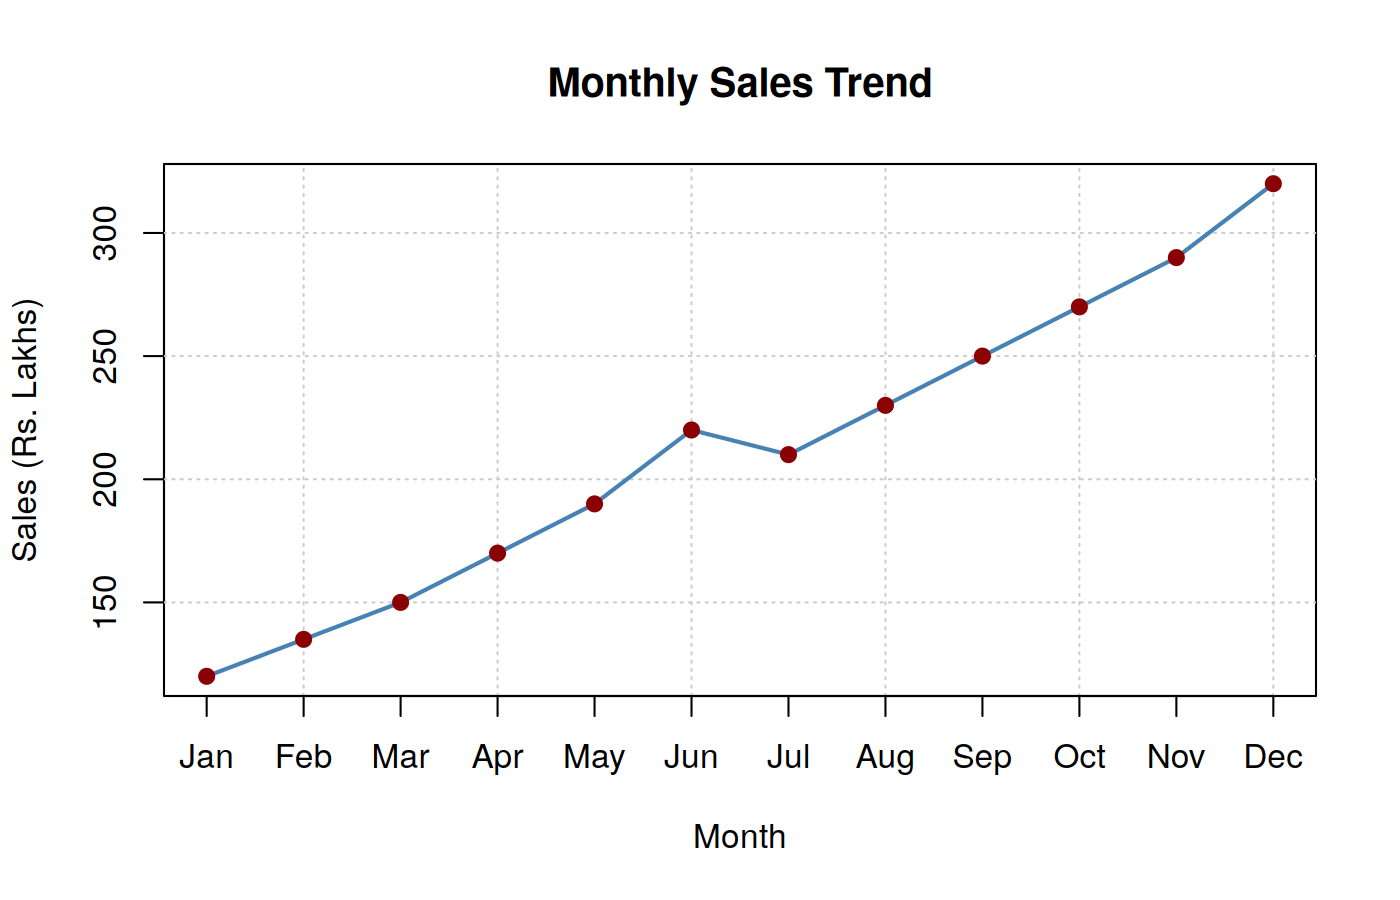 Monthly Sales Trend
Sales (Rs. Lakhs)
300
250
200
150
Jan Feb Mar Apr May Jun Jul Aug Sep Oct Nov Dec
Month